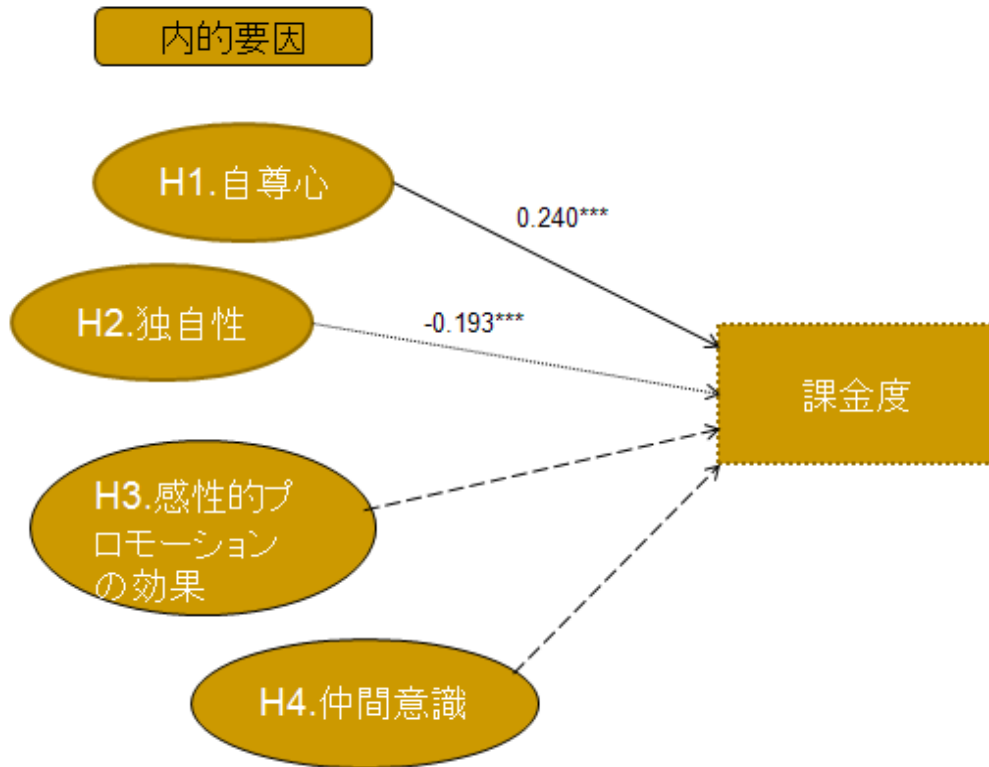 内的要因
H1.自尊心
0.240***
H2.独自性
-0.193***
課金度
H3.感性的プ
ロモーション
の効果
H4.仲間意識